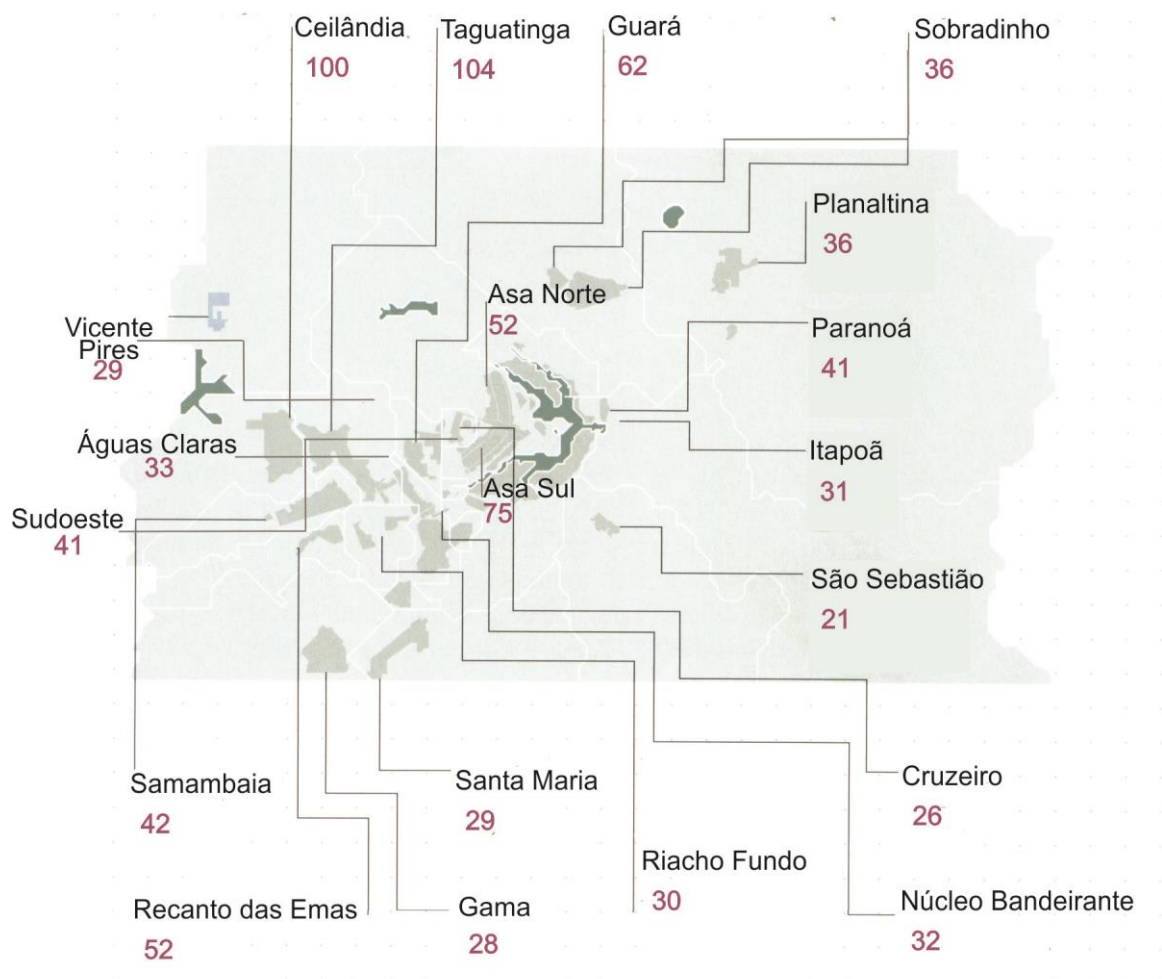 Ceilândia
100
Taguatinga
104
Guará
62
Sobradinho
36
Planaltina
36
Asa Norte
52
Vicente
Pires
29
Paranoá
41
Águas Claras
33
Itapoã
31
Asa Sul
75
Sudoeste
41
São Sebastião
21
Samambaia
42
Santa Maria
29
Cruzeiro
26
Riacho Fundo
30
Recanto das Emas
52
Gama
28
Núcleo Bandeirante
32